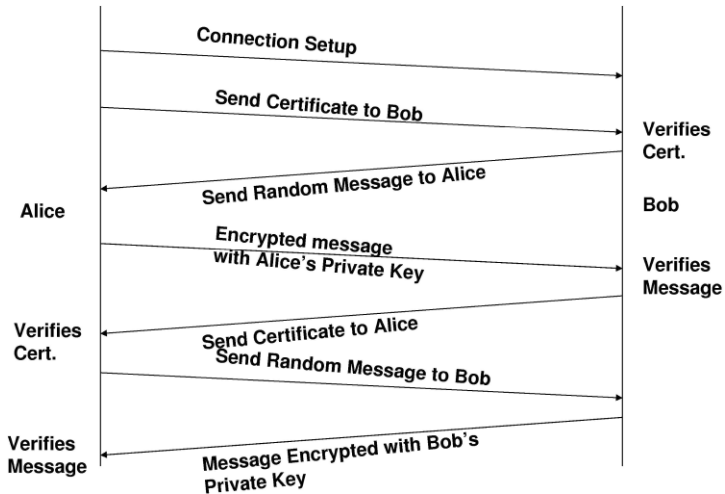 Connection Setup
Send Certificate to Bob
Verifies
Cert.
Send Random Message to Alice
Alice
Bob
Encrypted message
with Alice's Private Key
Verifies
Message
Send Certificate to Alice
Verifies
Cert.
Send Random Message to Bob
Verifies
Message
Message Encrypted with Bob's
Private Key